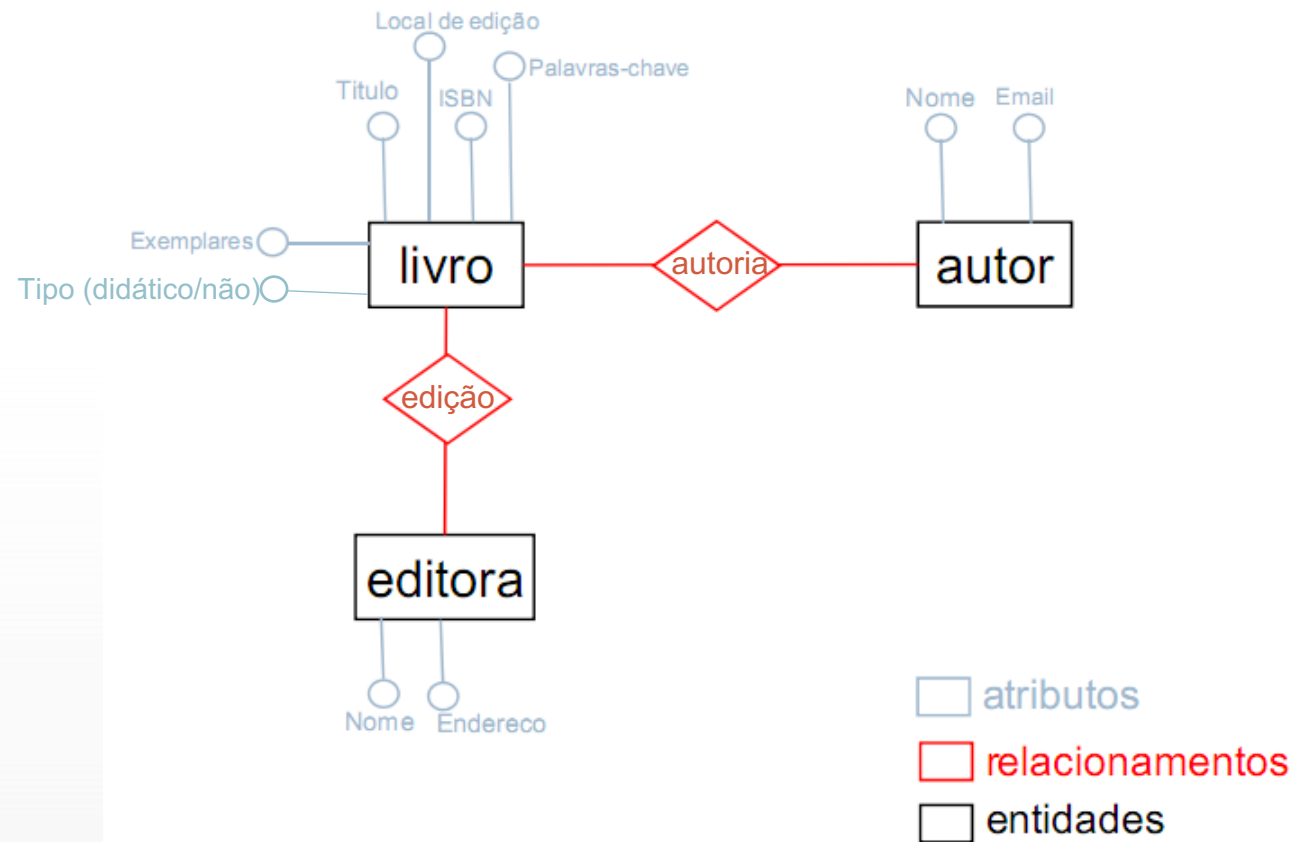 Local de edição
Palavras-chave
Titulo
ISBN
Nome
Email
Exemplares
livro
autoria
autor
Tipo (didático/não)
edição
editora
Nome
Endereco
atributos
relacionamentos
entidades